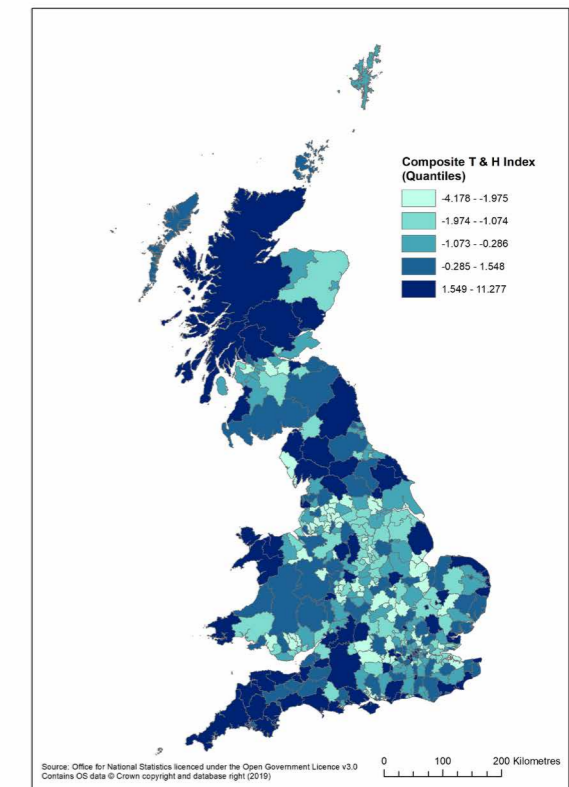 Composite T & H Index
(Quantiles)
-4.178 - -1.975
-1.974 - -1.074
-1.073 - -0.286
-0.285 - 1.548
1.549 - 11.277
Source: Office for National Statistics licenced under the Open Government Licence v3.0
Contains OS data © Crown copyright and database right (2019)
0 100 200 Kilometres